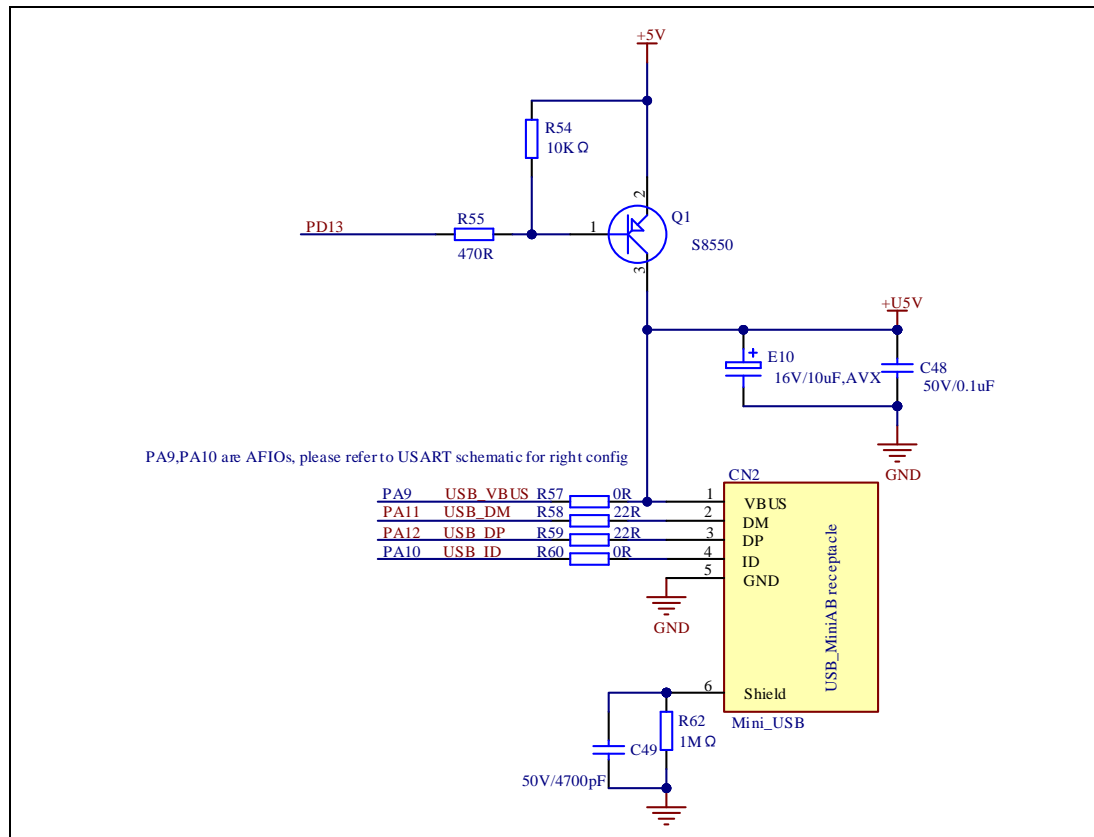 +5V
R54
10KΩ
2
Q1
PD13
R55
1
S8550
470R
3
+U5V
+
E10
16V/10uF,AVX
C48
50V/0.1uF
PA9,PA10 are AFIOs, please refer to USART schematic for right config
GND
CN2
PA9 USB_VBUS R57 0R 1 VBUS
PA11 USB_DM R58 22R 2 DM
PA12 USB_DP R59 22R 3 DP
PA10 USB_ID R60 0R 4 ID
5 GND
GND
USB_MiniAB receptacle
6 Shield
R62
1MΩ
Mini_USB
C49
50V/4700pF